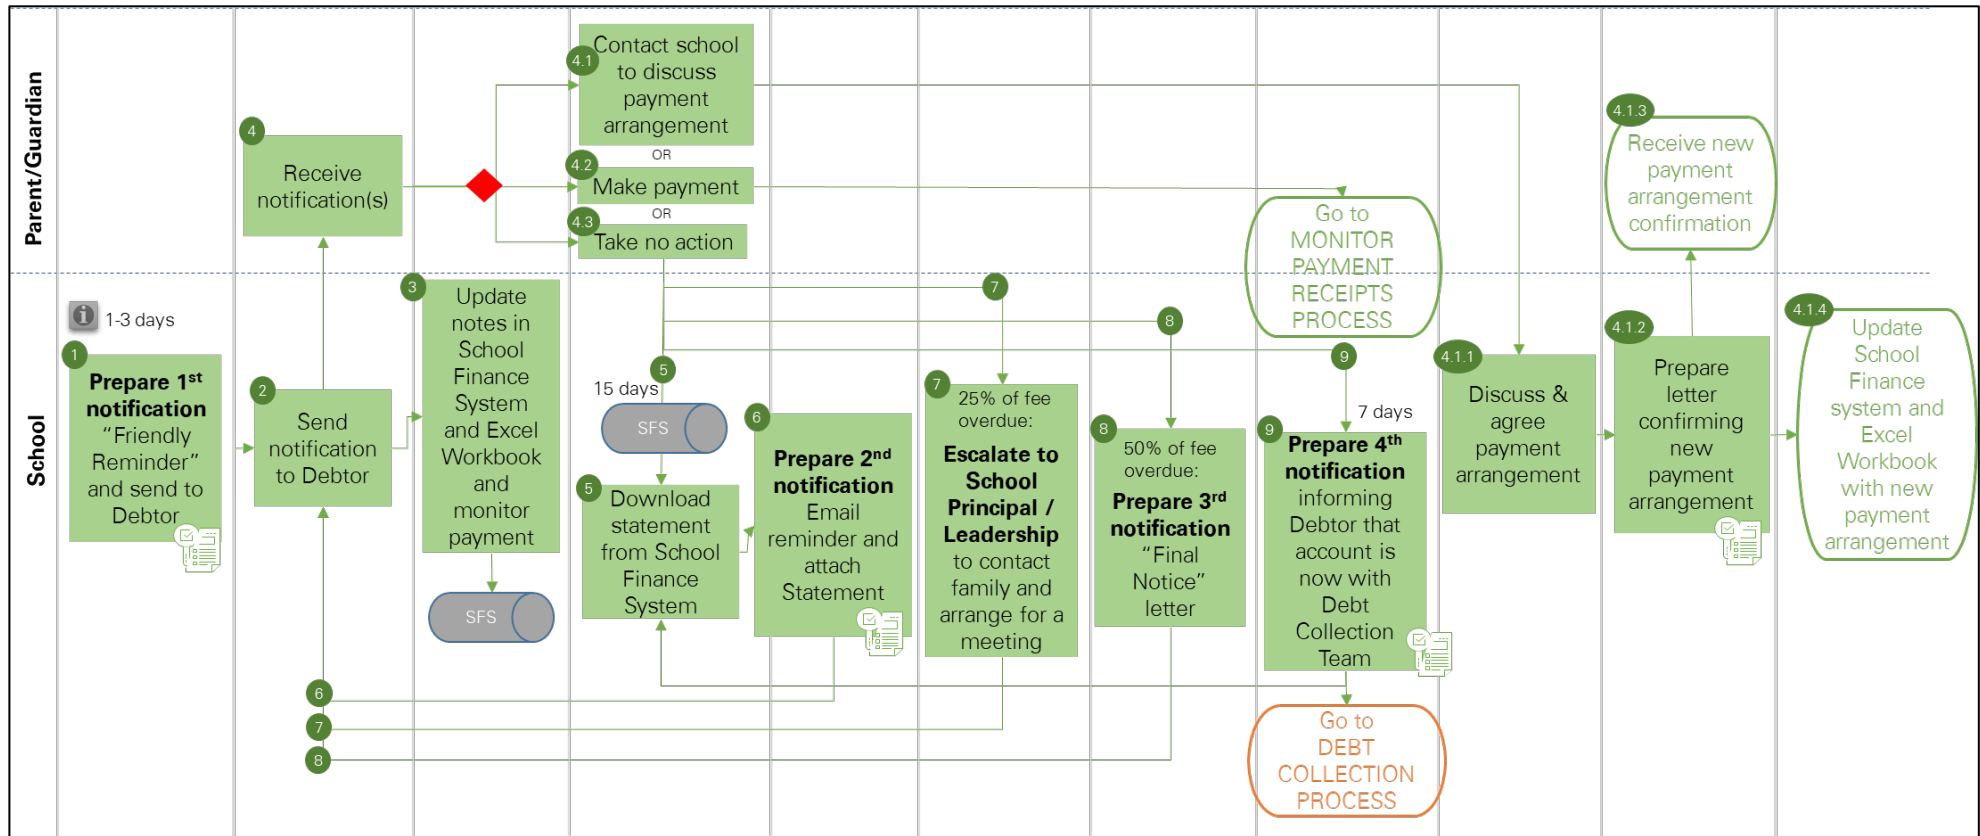 Parent/Guardian
4
Receive
notification(s)
4.1
Contact school
to discuss
payment
arrangement
OR
4.2
Make payment
OR
4.3
Take no action
Go to
MONITOR
PAYMENT
RECEIPTS
PROCESS
4.1.3
Receive new
payment
arrangement
confirmation
School
i
1-3 days
1
Prepare 1st
notification
“Friendly
Reminder”
and send to
Debtor
2
Send
notification
to Debtor
3
Update
notes in
School
Finance
System
and Excel
Workbook
and
monitor
payment
SFS
5
15 days
SFS
5
Download
statement
from School
Finance
System
6
Prepare 2nd
notification
Email
reminder and
attach
Statement
7
7
25% of fee
overdue:
Escalate to
School
Principal /
Leadership
to contact
family and
arrange for a
meeting
8
8
50% of fee
overdue:
Prepare 3rd
notification
“Final
Notice”
letter
9
7 days
9
Prepare 4th
notification
informing
Debtor that
account is
now with
Debt
Collection
Team
4.1.1
Discuss &
agree
payment
arrangement
4.1.2
Prepare
letter
confirming
new
payment
arrangement
4.1.4
Update
School
Finance
system and
Excel
Workbook
with new
payment
arrangement
6
7
8
Go to
DEBT
COLLECTION
PROCESS